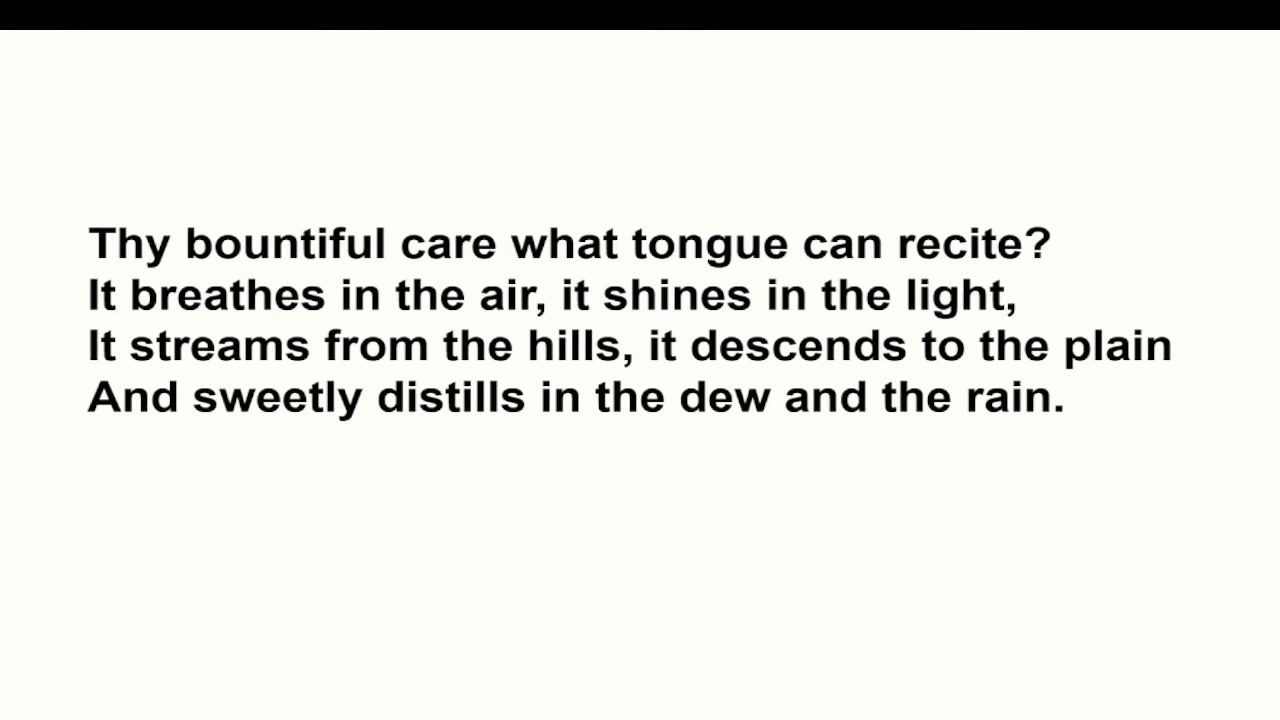 Thy bountiful care what tongue can recite?
It breathes in the air, it shines in the light,
It streams from the hills, it descends to the plain
And sweetly distills in the dew and the rain.